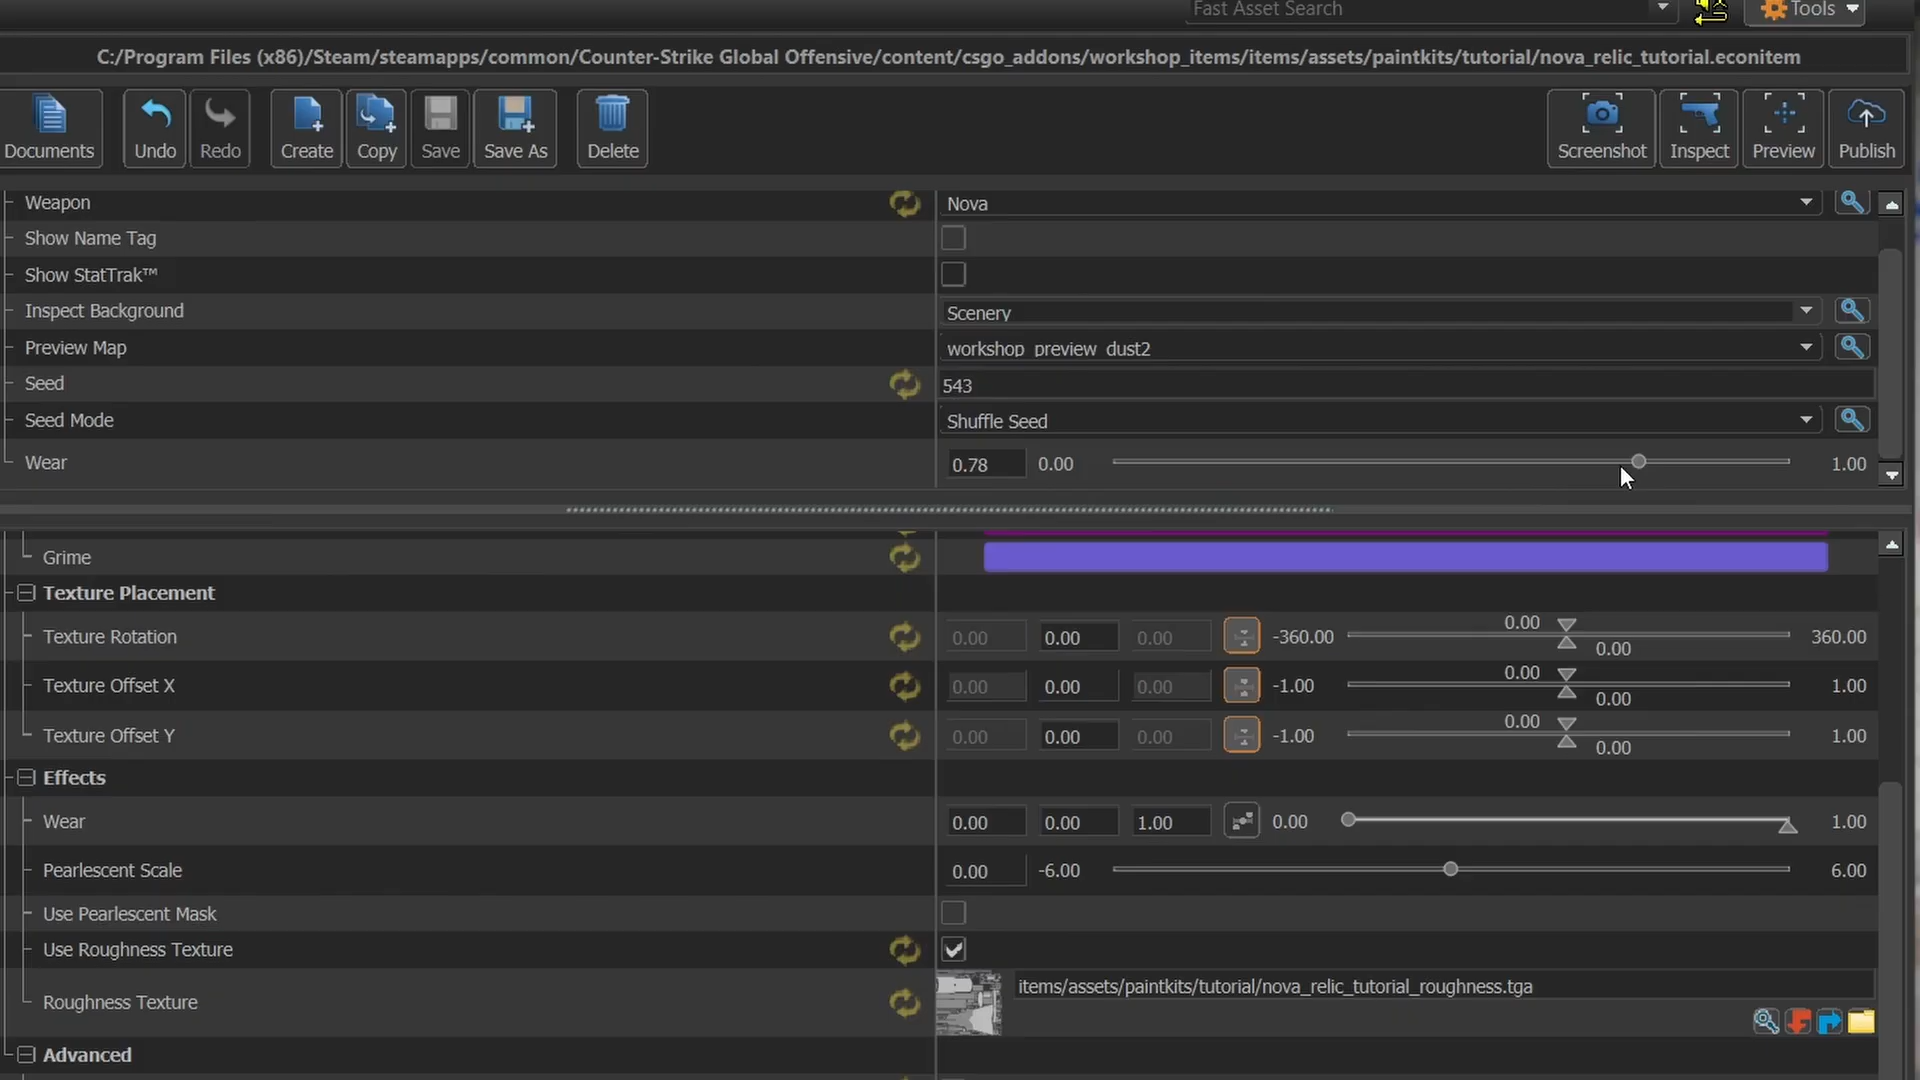 Fast Asset Search
Tools
C:/Program Files (x86)/Steam/steamapps/common/Counter-Strike Global Offensive/content/csgo_addons/workshop_items/items/assets/paintkits/tutorial/nova_relic_tutorial.econitem
Documents Undo Redo Create Copy Save Save As Delete Screenshot Inspect Preview Publish
Weapon Nova
Show Name Tag
Show StatTrak™
Inspect Background Scenery
Preview Map workshop_preview_dust2
Seed 543
Seed Mode Shuffle Seed
Wear 0.78 0.00 1.00
Grime
Texture Placement
Texture Rotation 0.00 0.00 0.00 -360.00 0.00 0.00 360.00
Texture Offset X 0.00 0.00 0.00 -1.00 0.00 0.00 1.00
Texture Offset Y 0.00 0.00 0.00 -1.00 0.00 0.00 1.00
Effects
Wear 0.00 0.00 1.00 0.00 1.00
Pearlescent Scale 0.00 -6.00 6.00
Use Pearlescent Mask
Use Roughness Texture
Roughness Texture items/assets/paintkits/tutorial/nova_relic_tutorial_roughness.tga
Advanced